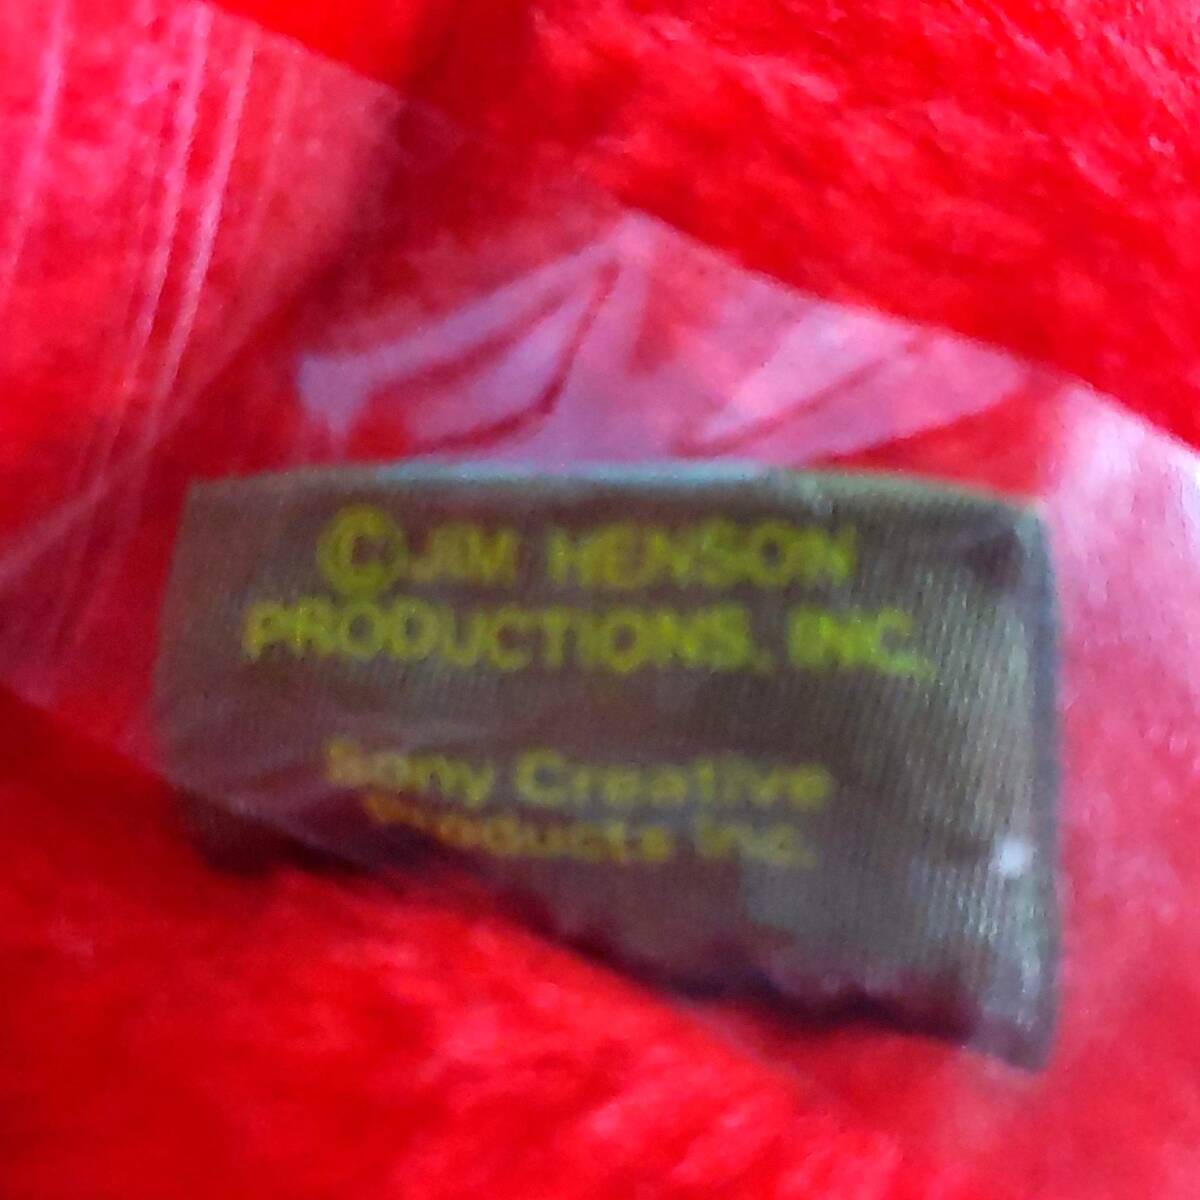 ©JIM HENSON
PRODUCTIONS, INC.
Sony Creative
Products Inc.